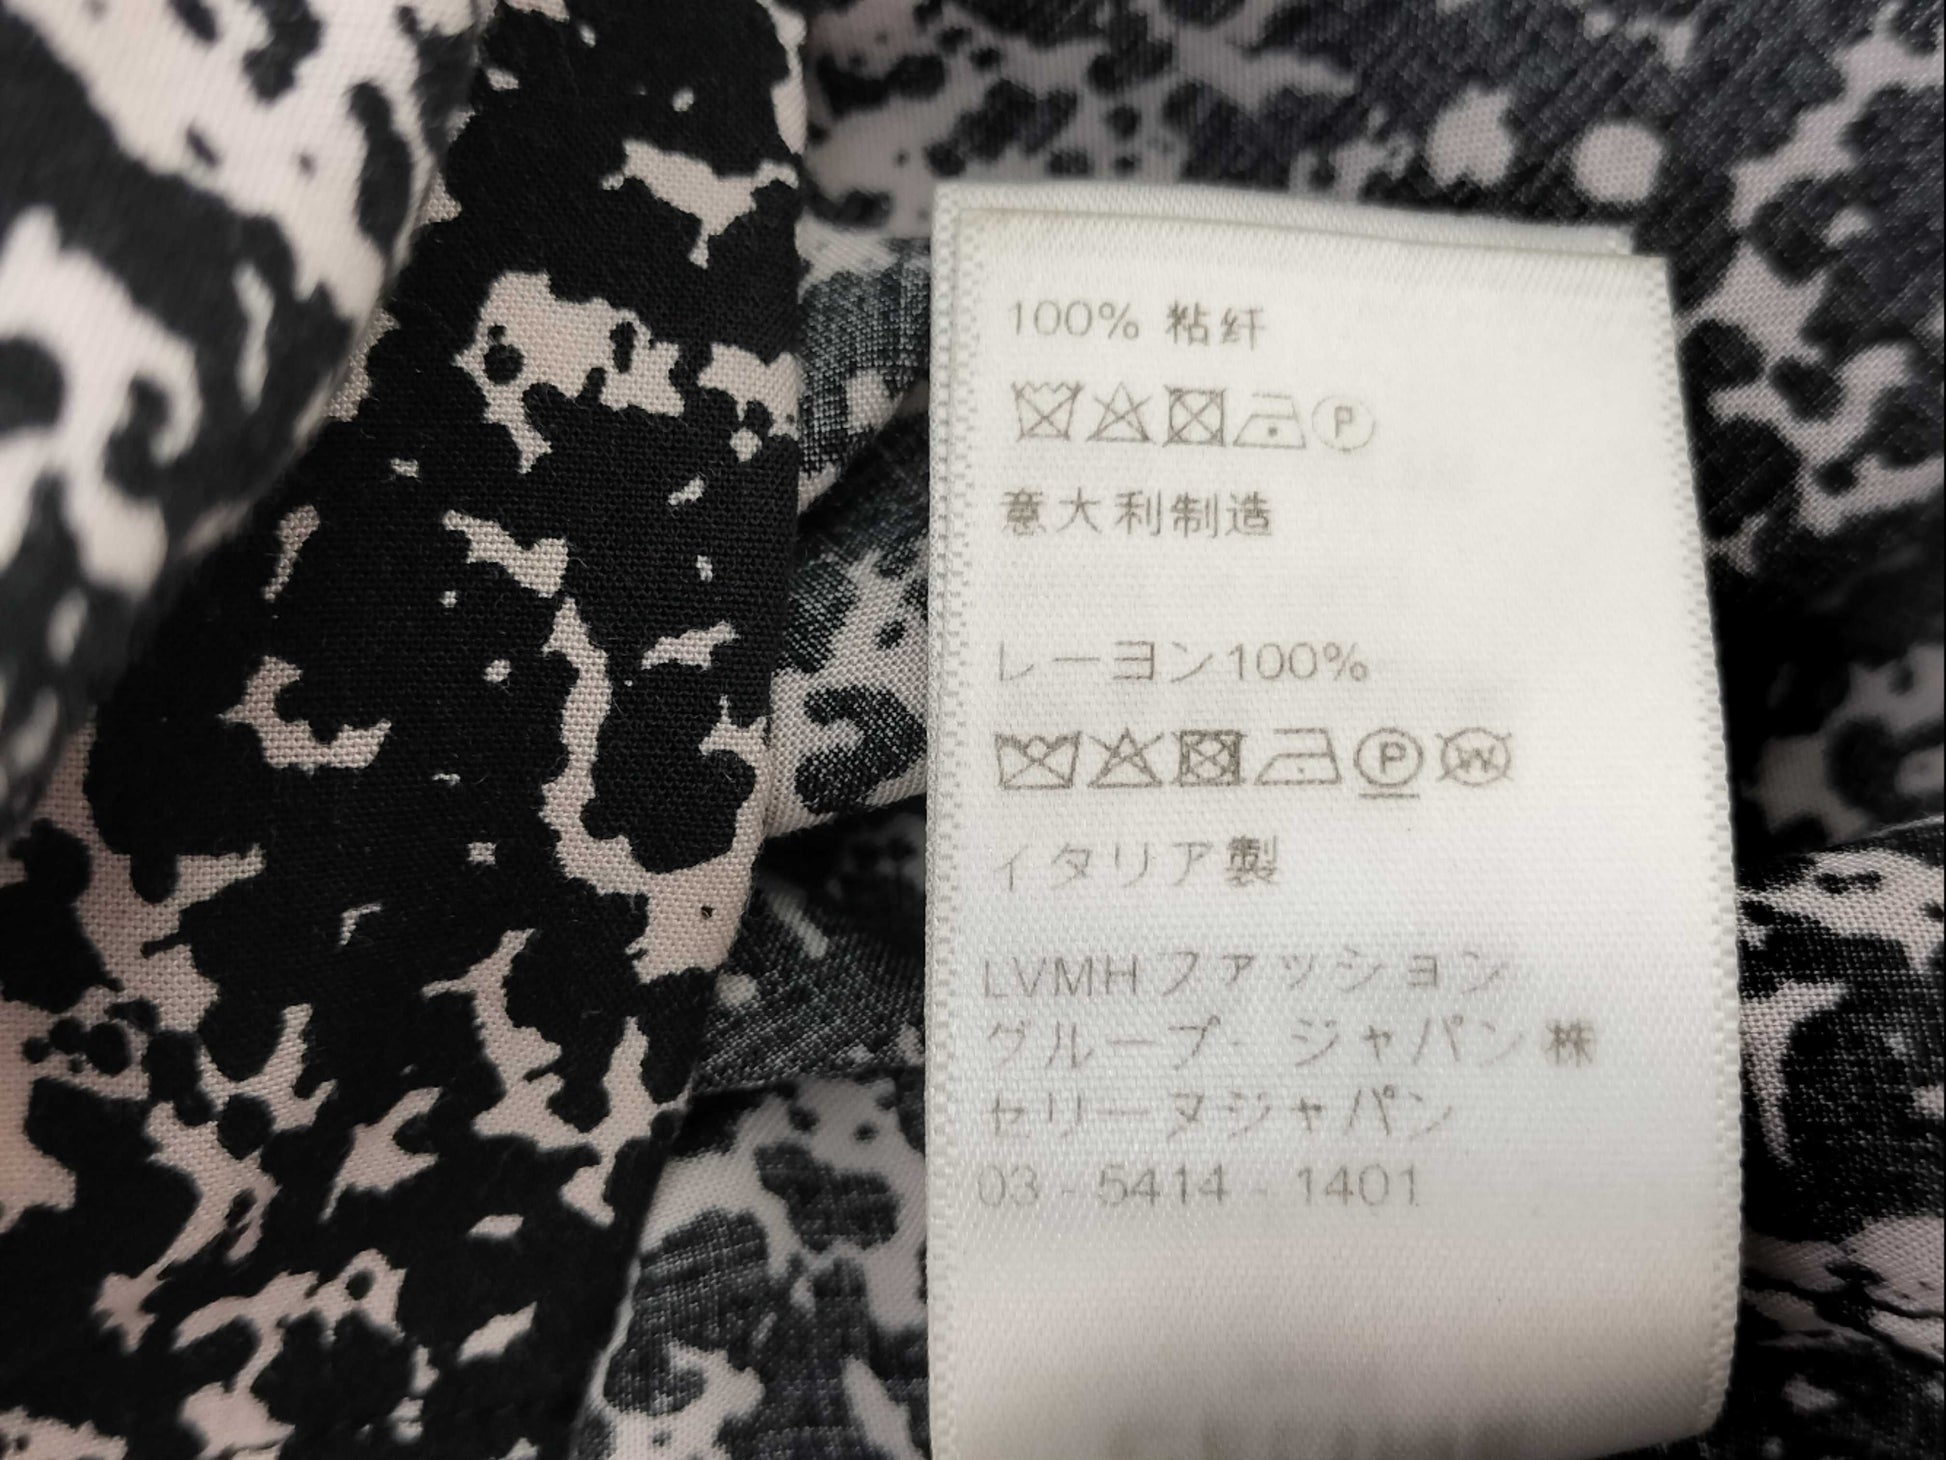 100% 粘纤
P
意大利制造
レーヨン100%
P W
イタリア製
LVMHファッション
グループ・ジャパン株
セリーヌジャパン
03-5414-1401